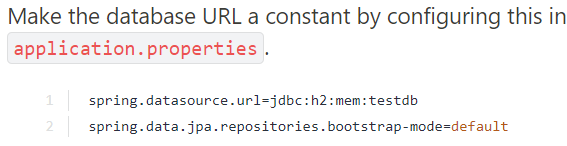 Make the database URL a constant by configuring this in
application.properties.
1 spring.datasource.url=jdbc:h2:mem:testdb
2 spring.data.jpa.repositories.bootstrap-mode=default